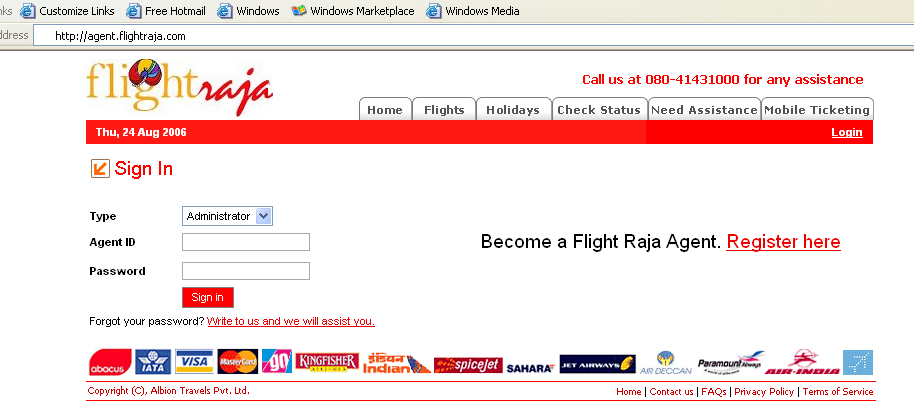 nks Customize Links Free Hotmail Windows Windows Marketplace Windows Media
ddress http://agent.flightraja.com
flightraja
Call us at 080-41431000 for any assistance
Home Flights Holidays Check Status Need Assistance Mobile Ticketing
Thu, 24 Aug 2006 Login
Sign In
Type Administrator
Agent ID
Become a Flight Raja Agent. Register here
Password
Sign in
Forgot your password? Write to us and we will assist you.
abacus IATA VISA MasterCard go KINGFISHER AIRLINES इंडियन Indian spicejet SAHARA JET AIRWAYS AIR DECCAN Paramount Airways AIR-INDIA
Copyright (C), Albion Travels Pvt. Ltd. Home | Contact us | FAQs | Privacy Policy | Terms of Service